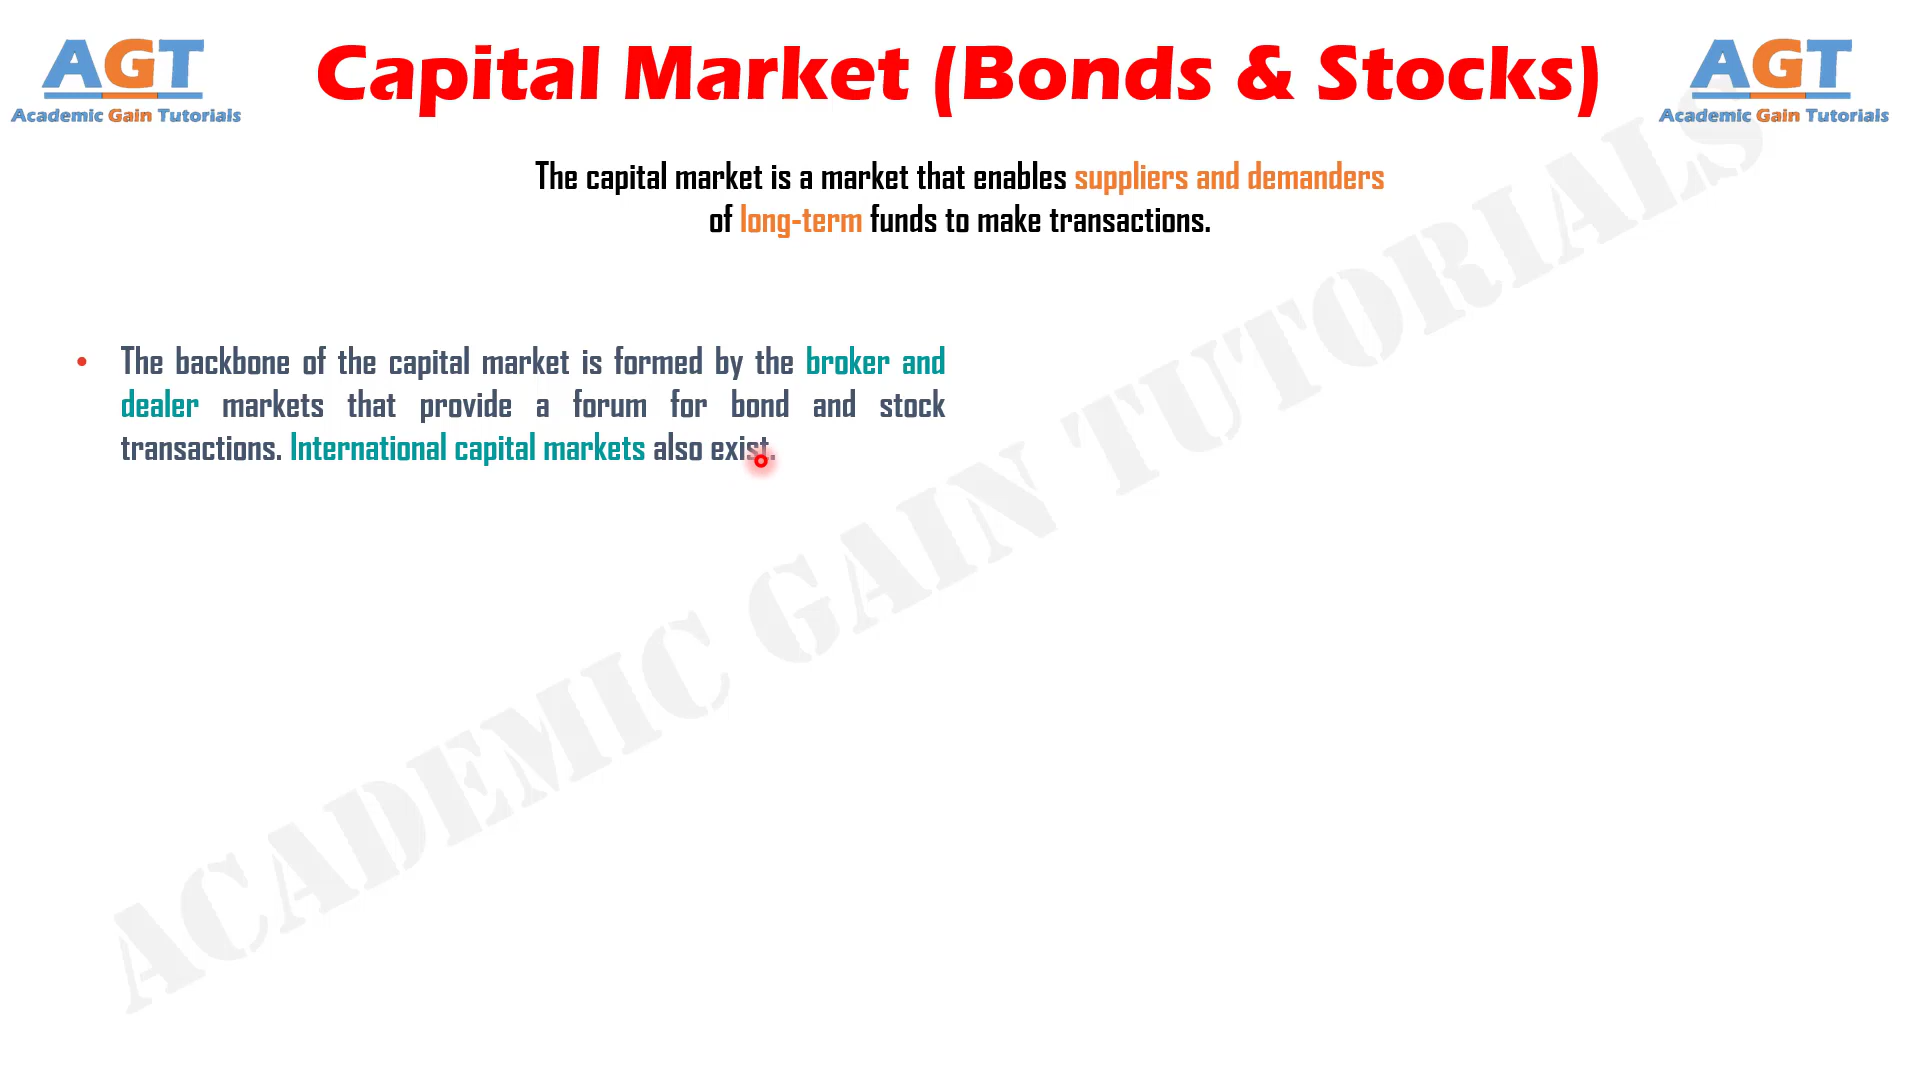 AGT
Academic Gain Tutorials
Capital Market (Bonds & Stocks)
AGT
Academic Gain Tutorials
The capital market is a market that enables suppliers and demanders
of long-term funds to make transactions.
• The backbone of the capital market is formed by the broker and
dealer markets that provide a forum for bond and stock
transactions. International capital markets also exist.
ACADEMIC GAIN TUTORIALS